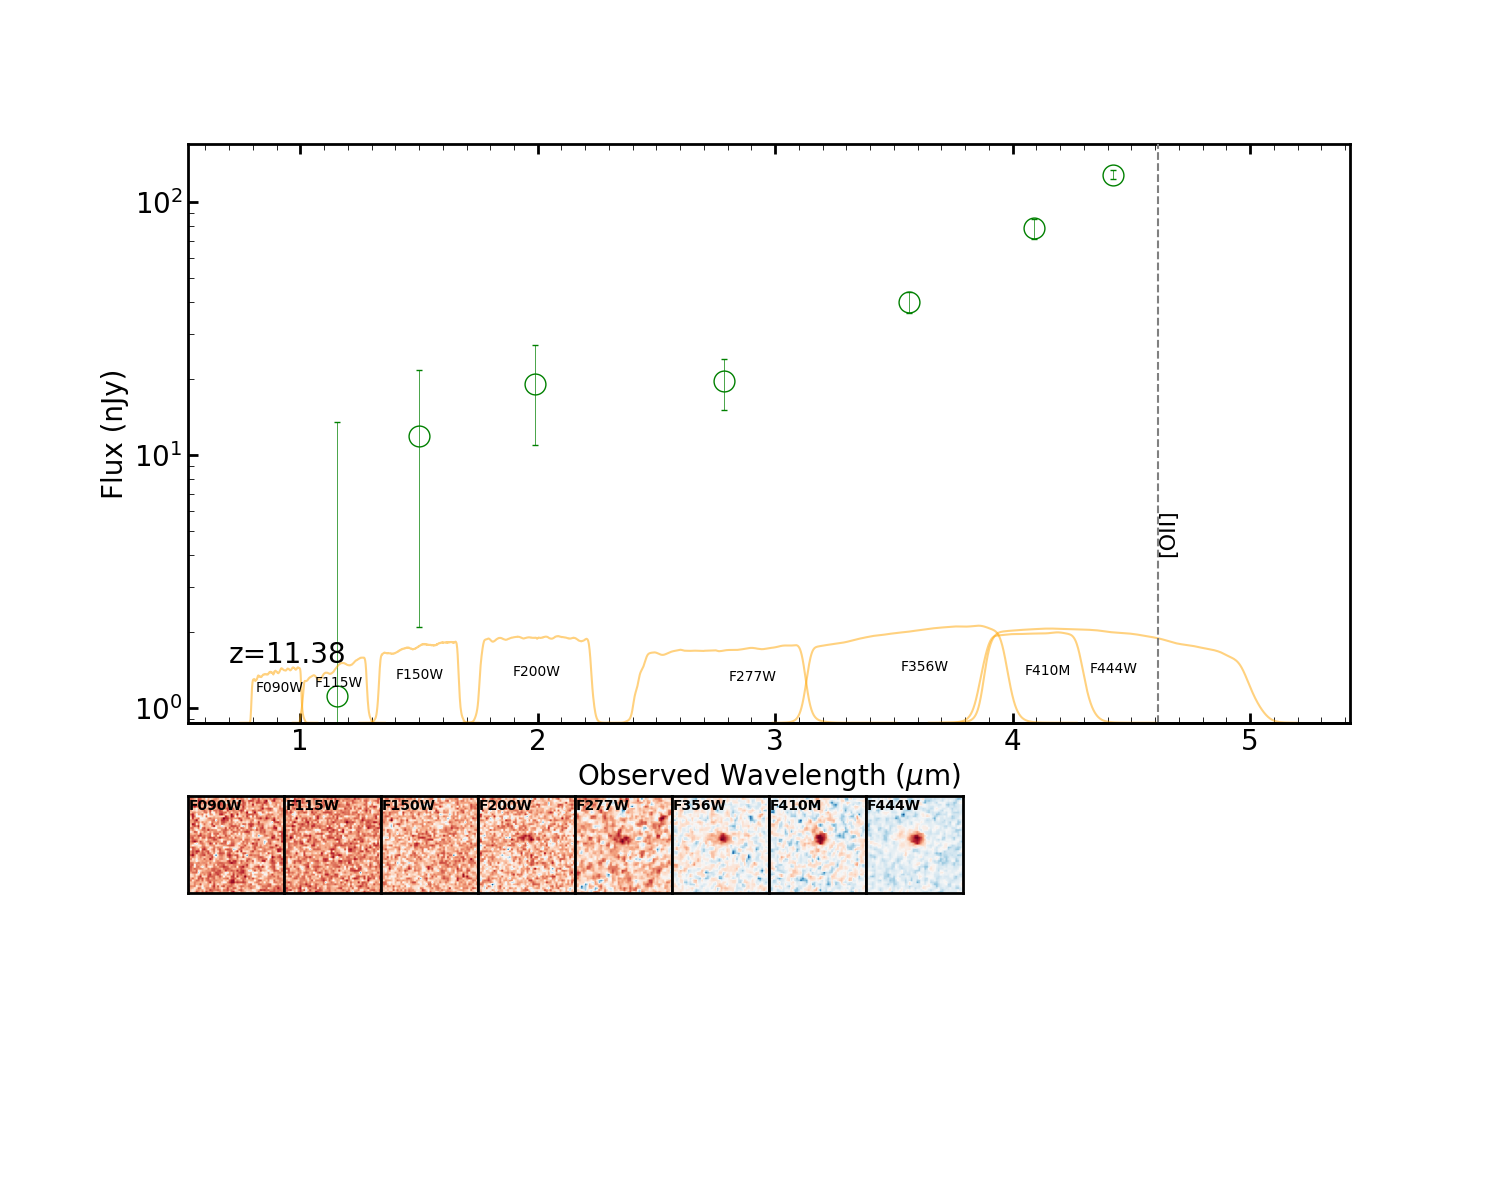 10²
10¹
10⁰
Flux (nJy)
[OII]
z=11.38
F090W F115W F150W F200W F277W F356W F410M F444W
1 2 3 4 5
Observed Wavelength (μm)
F090W F115W F150W F200W F277W F356W F410M F444W